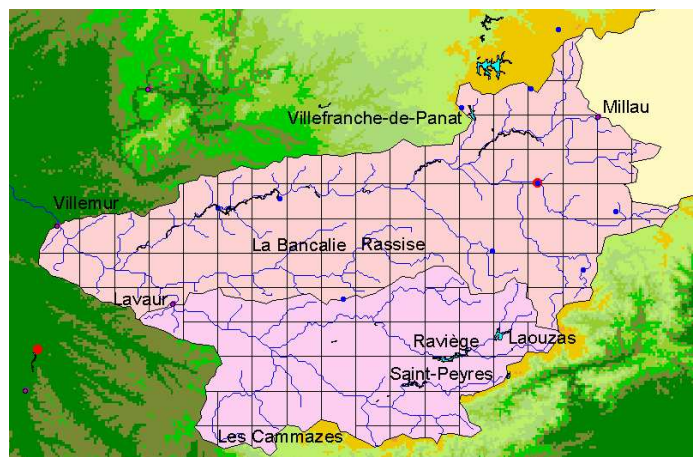 Millau
Villefranche-de-Panat
Villemur
La Bancalie Rassise
Lavaur
Raviège Laouzas
Saint-Peyres
Les Cammazes